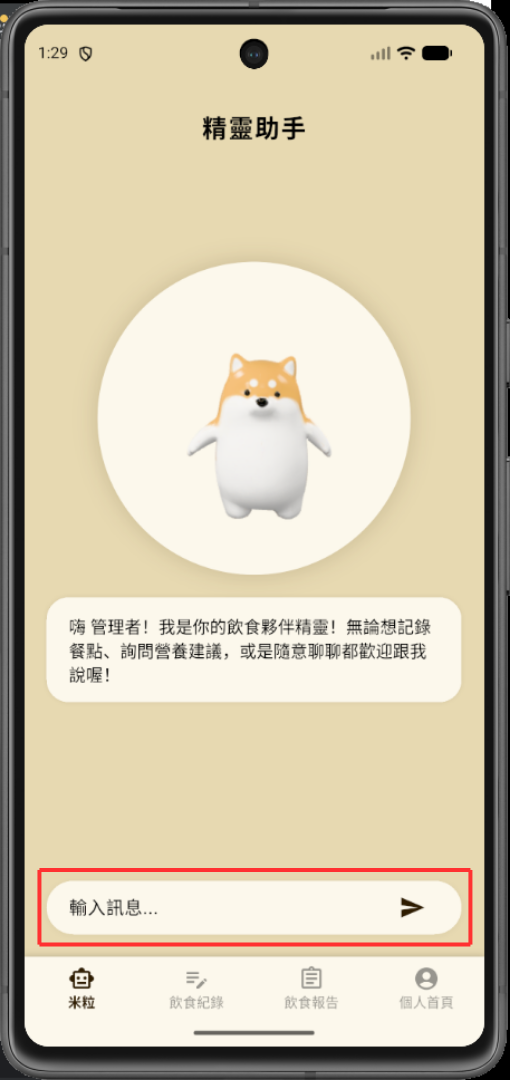 1:29
精靈助手
嗨 管理者！我是你的飲食夥伴精靈！無論想記錄
餐點、詢問營養建議，或是隨意聊聊都歡迎跟我
說喔！
輸入訊息...
米粒
飲食紀錄
飲食報告
個人首頁